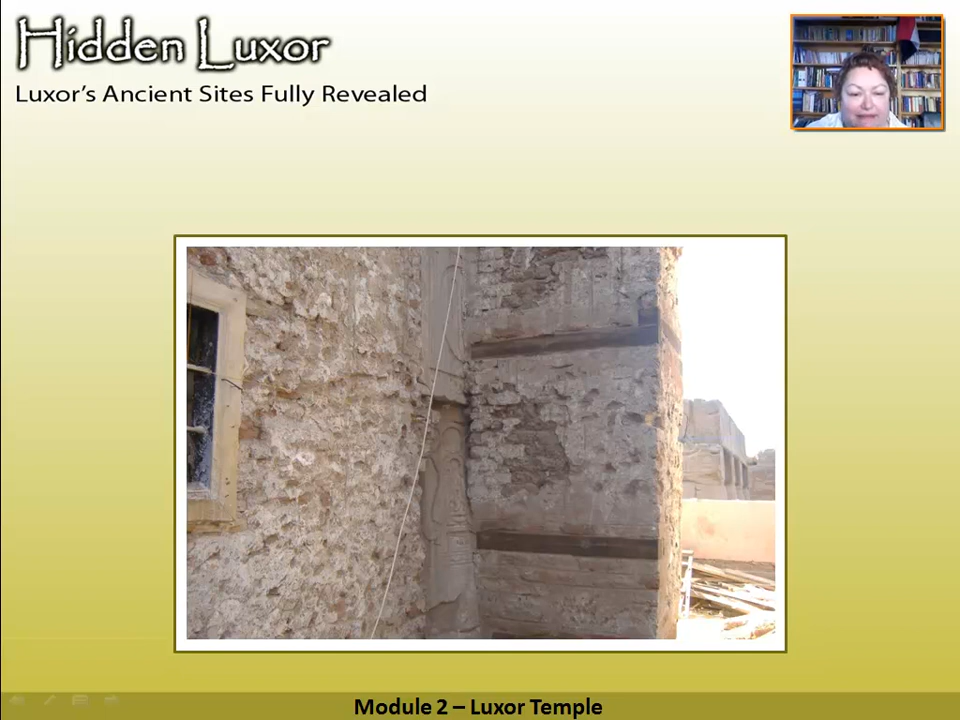 Hidden Luxor
Luxor's Ancient Sites Fully Revealed
Module 2 – Luxor Temple